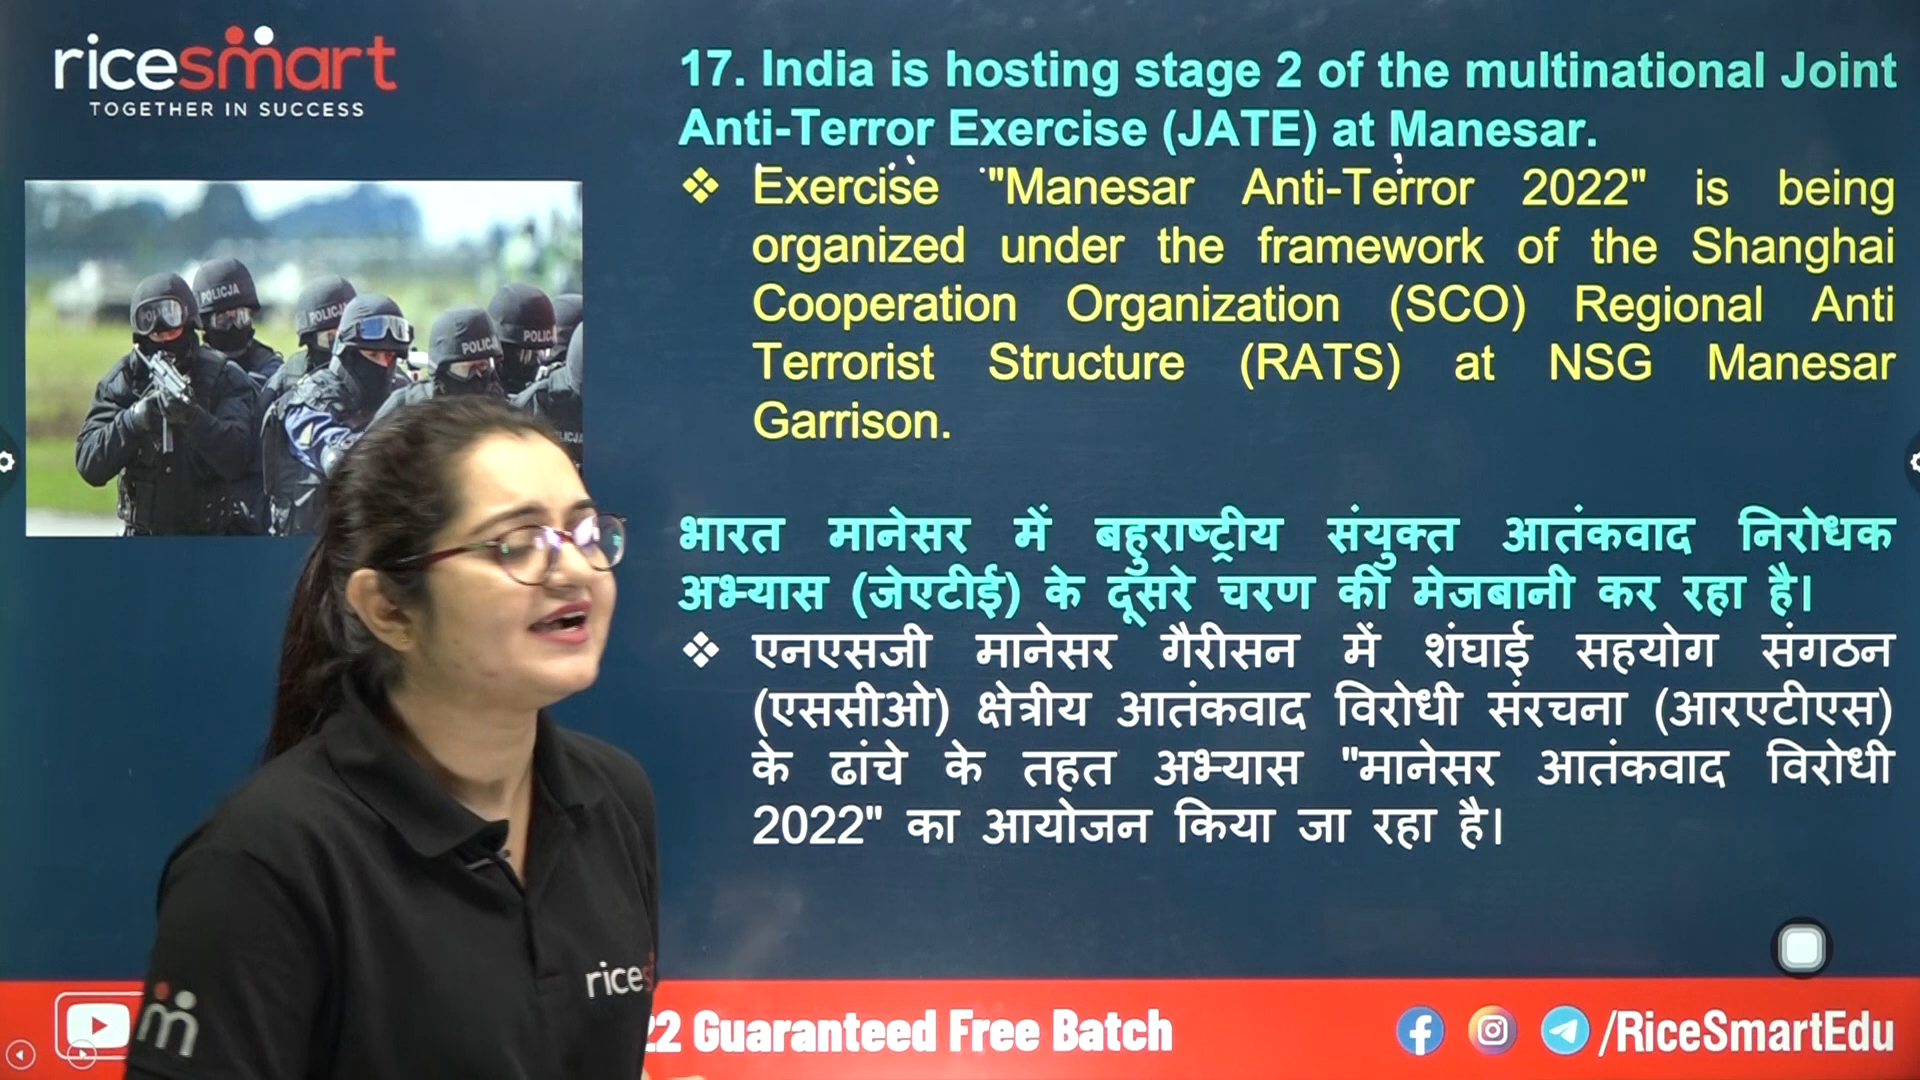 ricesmart
TOGETHER IN SUCCESS
17. India is hosting stage 2 of the multinational Joint
Anti-Terror Exercise (JATE) at Manesar.
❖ Exercise "Manesar Anti-Terror 2022" is being
organized under the framework of the Shanghai
Cooperation Organization (SCO) Regional Anti
Terrorist Structure (RATS) at NSG Manesar
Garrison.
POLICJA
POLICJA
भारत मानेसर में बहुराष्ट्रीय संयुक्त आतंकवाद निरोधक
अभ्यास (जेएटीई) के दूसरे चरण की मेजबानी कर रहा है।
❖ एनएसजी मानेसर गैरीसन में शंघाई सहयोग संगठन
(एससीओ) क्षेत्रीय आतंकवाद विरोधी संरचना (आरएटीएस)
के ढांचे के तहत अभ्यास "मानेसर आतंकवाद विरोधी
2022" का आयोजन किया जा रहा है।
rices
22 Guaranteed Free Batch
/RiceSmartEdu